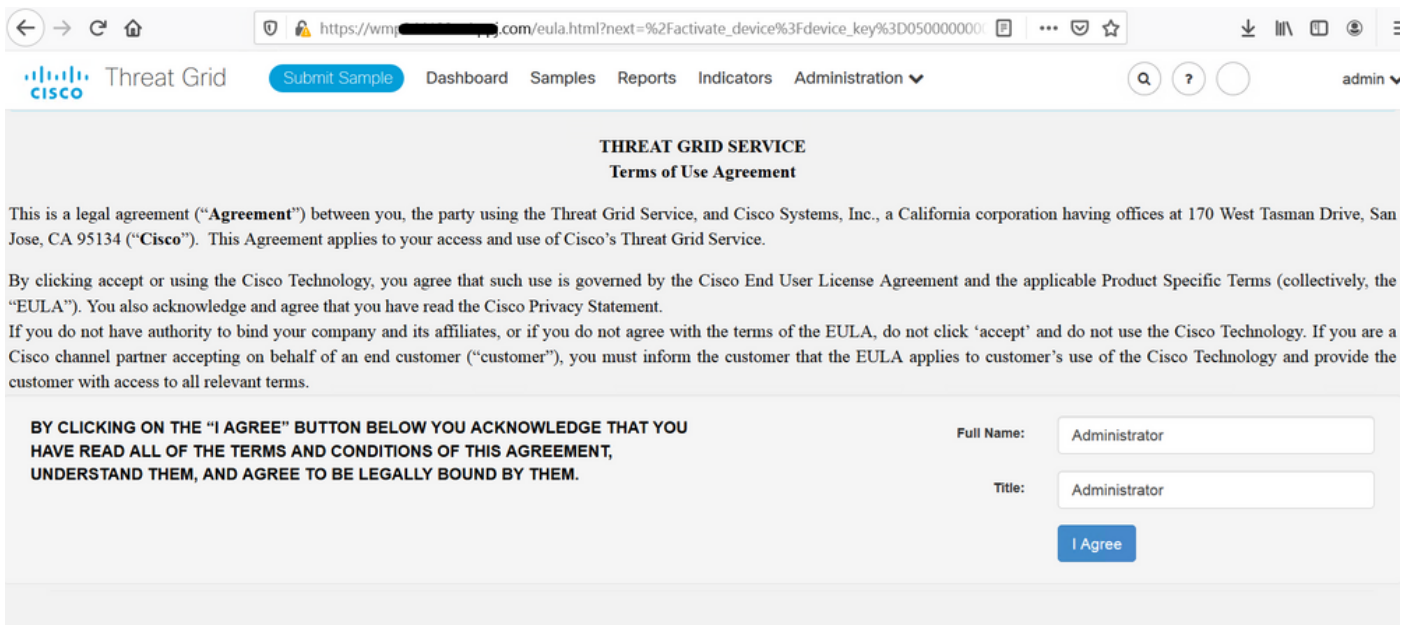 https://wmp .com/eula.html?next=%2Factivate_device%3Fdevice_key%3D050000000
CISCO
Threat Grid
Submit Sample
Dashboard
Samples
Reports
Indicators
Administration
?
admin
THREAT GRID SERVICE
Terms of Use Agreement
This is a legal agreement (“Agreement”) between you, the party using the Threat Grid Service, and Cisco Systems, Inc., a California corporation having offices at 170 West Tasman Drive, San
Jose, CA 95134 (“Cisco”). This Agreement applies to your access and use of Cisco’s Threat Grid Service.
By clicking accept or using the Cisco Technology, you agree that such use is governed by the Cisco End User License Agreement and the applicable Product Specific Terms (collectively, the
“EULA”). You also acknowledge and agree that you have read the Cisco Privacy Statement.
If you do not have authority to bind your company and its affiliates, or if you do not agree with the terms of the EULA, do not click ‘accept’ and do not use the Cisco Technology. If you are a
Cisco channel partner accepting on behalf of an end customer (“customer”), you must inform the customer that the EULA applies to customer’s use of the Cisco Technology and provide the
customer with access to all relevant terms.
BY CLICKING ON THE “I AGREE” BUTTON BELOW YOU ACKNOWLEDGE THAT YOU
HAVE READ ALL OF THE TERMS AND CONDITIONS OF THIS AGREEMENT,
UNDERSTAND THEM, AND AGREE TO BE LEGALLY BOUND BY THEM.
Full Name:
Administrator
Title:
Administrator
I Agree